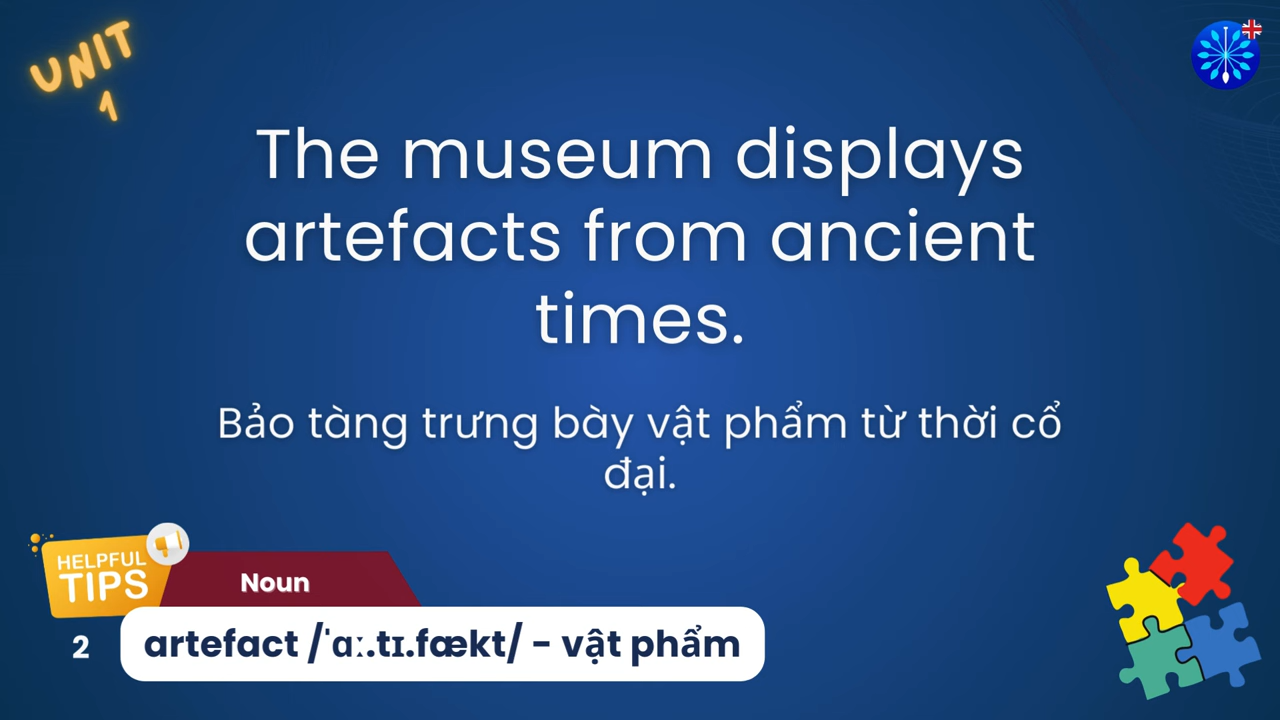 UNIT
1
The museum displays
artefacts from ancient
times.
Bảo tàng trưng bày vật phẩm từ thời cổ
đại.
HELPFUL
TIPS
Noun
2
artefact /ˈɑː.tɪ.fækt/ - vật phẩm